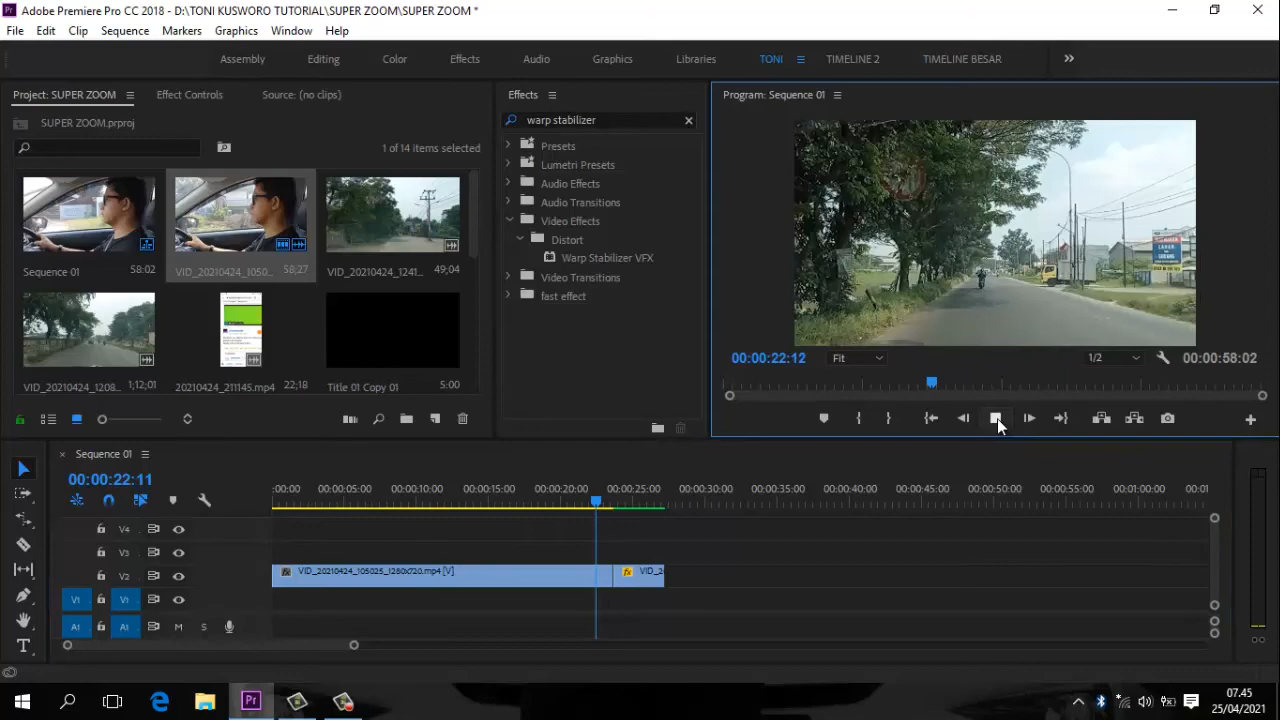 Adobe Premiere Pro CC 2018 - D:\TONI KUSWORO TUTORIAL\SUPER ZOOM\SUPER ZOOM *
File Edit Clip Sequence Markers Graphics Window Help
Assembly Editing Color Effects Audio Graphics Libraries TONI TIMELINE 2 TIMELINE BESAR
Project: SUPER ZOOM Effect Controls Source: (no clips)
SUPER ZOOM.prproj
1 of 14 items selected
Sequence 01 58:02
VID_20210424_1050... 58;27
VID_20210424_1241... 49;04
VID_20210424_1208... 1;12;01
20210424_211145.mp4 22;18
Title 01 Copy 01 5:00
Effects
warp stabilizer
Presets
Lumetri Presets
Audio Effects
Audio Transitions
Video Effects
Distort
Warp Stabilizer VFX
Video Transitions
fast effect
Program: Sequence 01
00:00:22:12 Fit 1/2 00:00:58:02
Sequence 01
00:00:22:11
:00:00 00:00:05:00 00:00:10:00 00:00:15:00 00:00:20:00 00:00:25:00 00:00:30:00 00:00:35:00 00:00:40:00 00:00:45:00 00:00:50:00 00:00:55:00 00:01:00:00 00:01
V4
V3
V2 VID_20210424_105025_1280x720.mp4 [V] fx VID_2
V1 V1
A1 A1 M S
07.45
25/04/2021